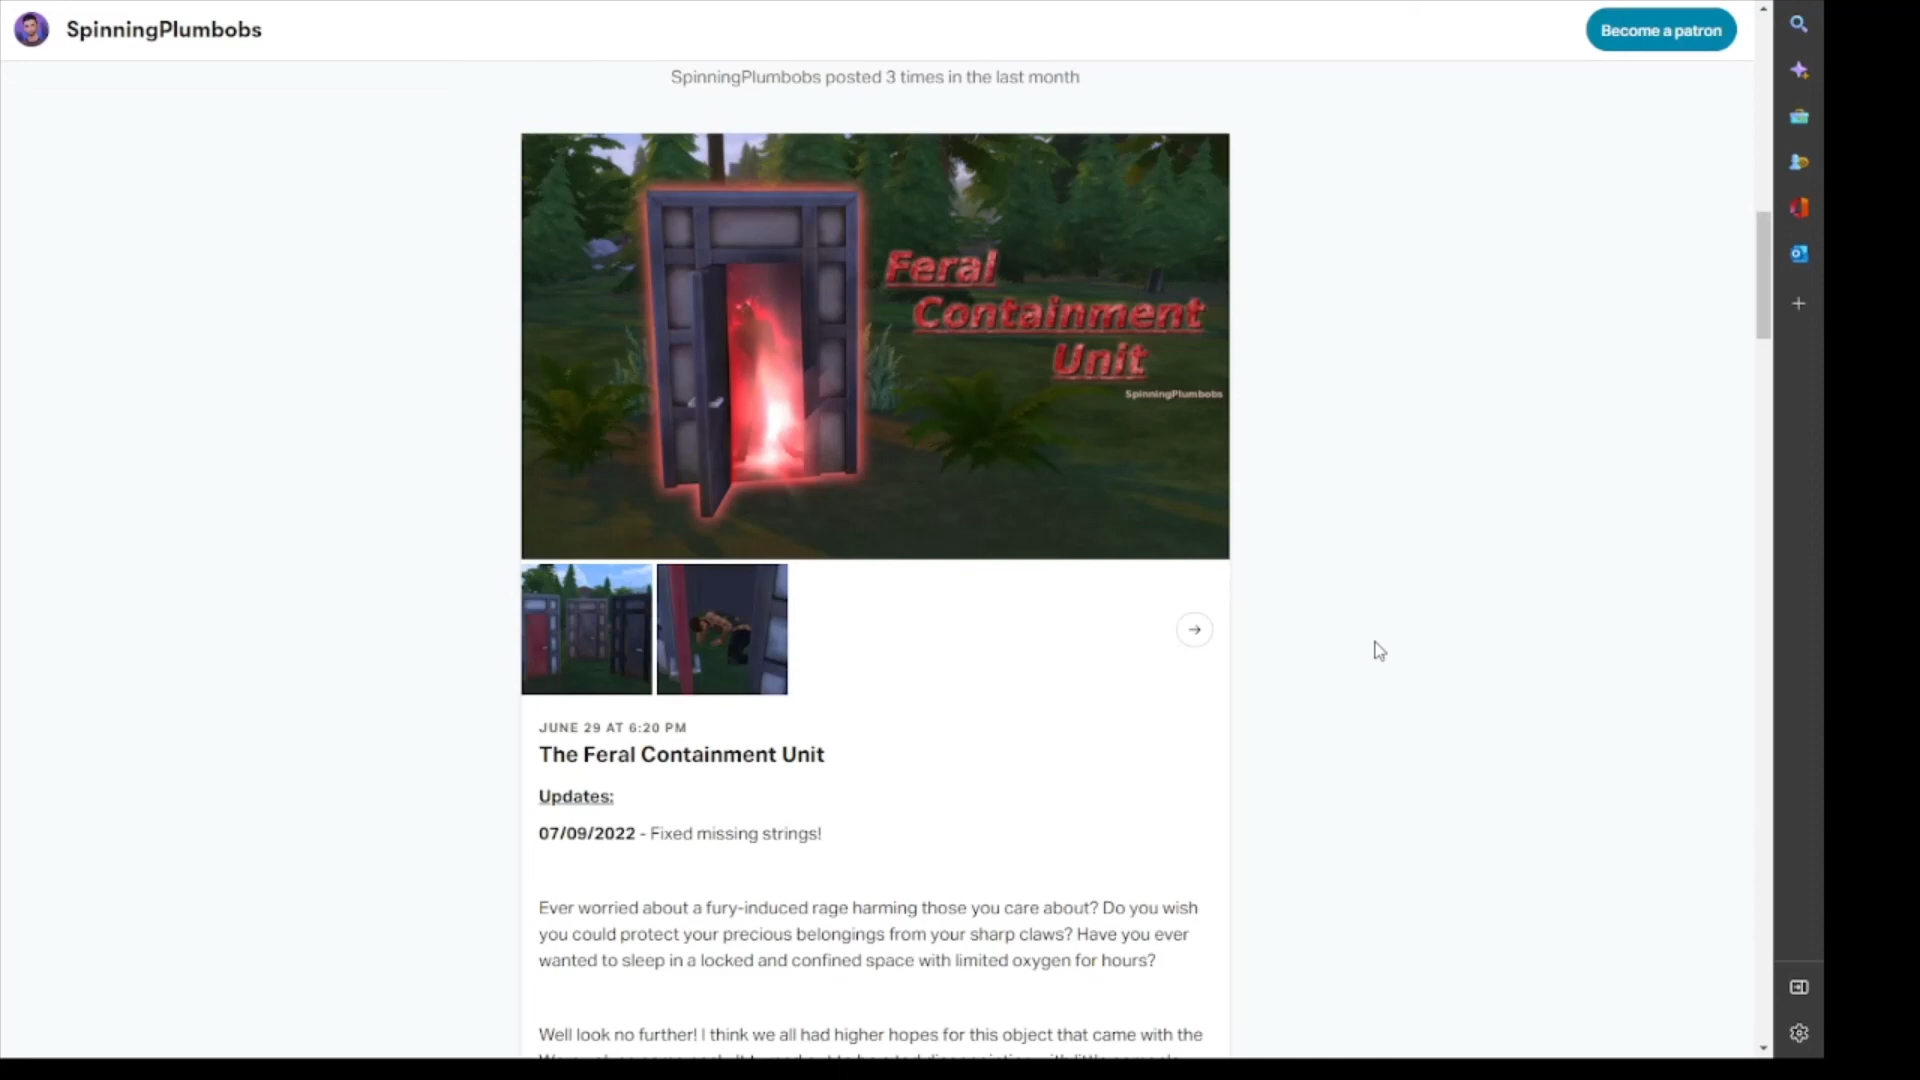 SpinningPlumbobs
Become a patron
SpinningPlumbobs posted 3 times in the last month
Feral
Containment
Unit
SpinningPlumbobs
JUNE 29 AT 6:20 PM
The Feral Containment Unit
Updates:
07/09/2022 - Fixed missing strings!
Ever worried about a fury-induced rage harming those you care about? Do you wish
you could protect your precious belongings from your sharp claws? Have you ever
wanted to sleep in a locked and confined space with limited oxygen for hours?
Well look no further! I think we all had higher hopes for this object that came with the